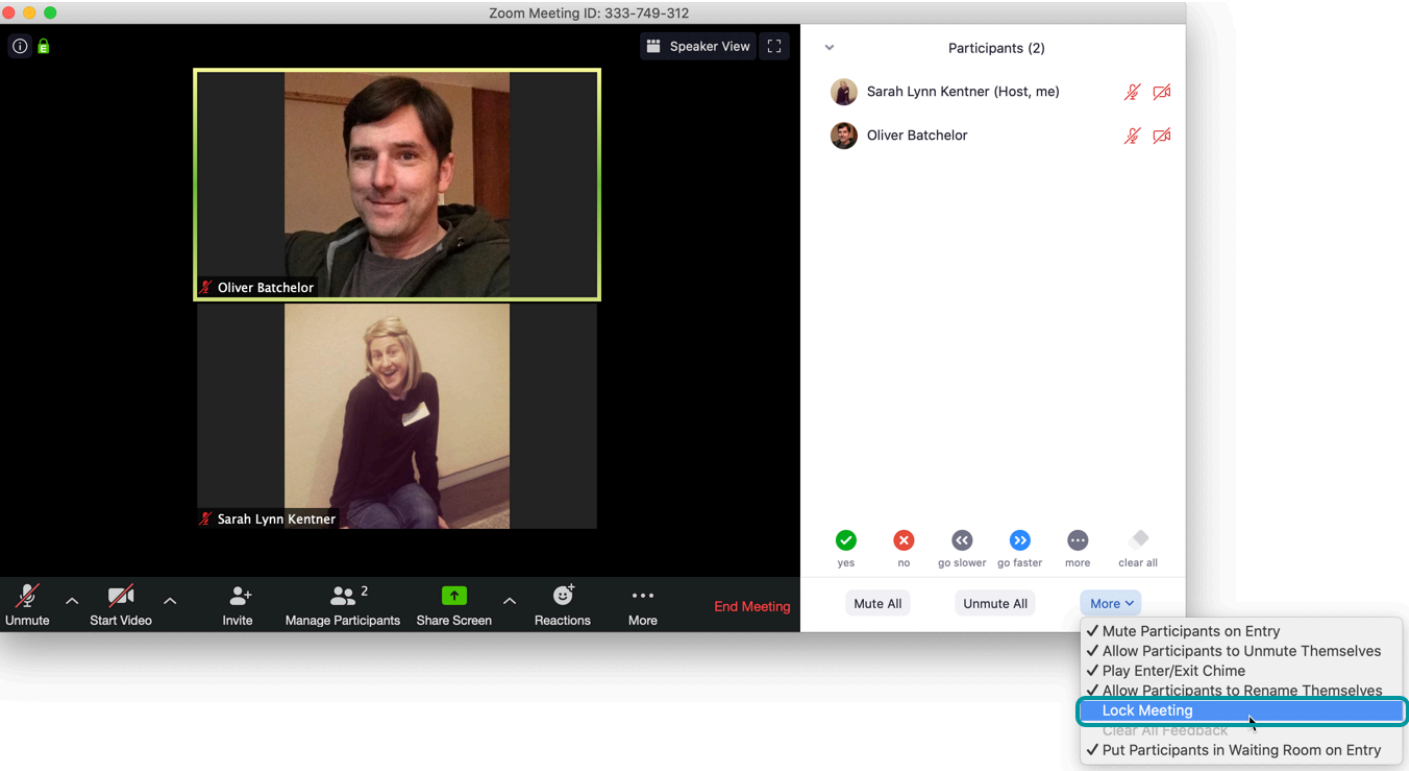 Zoom Meeting ID: 333-749-312
Speaker View
Oliver Batchelor
Sarah Lynn Kentner
Unmute
Start Video
Invite
2
Manage Participants
Share Screen
Reactions
More
End Meeting
Participants (2)
Sarah Lynn Kentner (Host, me)
Oliver Batchelor
yes
no
go slower
go faster
more
clear all
Mute All
Unmute All
More
Mute Participants on Entry
Allow Participants to Unmute Themselves
Play Enter/Exit Chime
Allow Participants to Rename Themselves
Lock Meeting
Clear All Feedback
Put Participants in Waiting Room on Entry